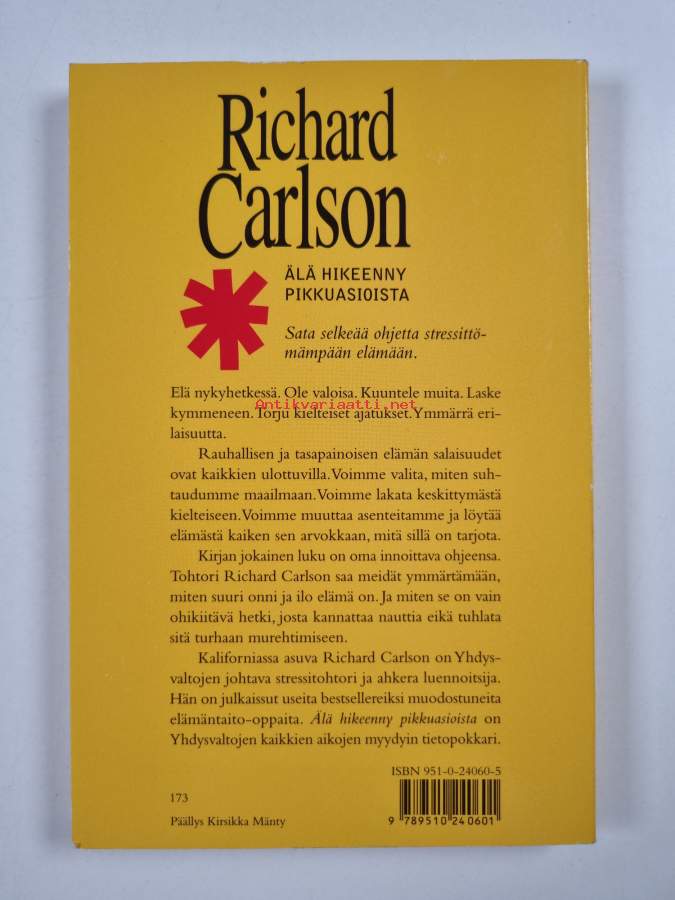 Richard
Carlson
ÄLÄ HIKEENNY
PIKKUASIOISTA
Sata selkeää ohjetta stressittö-
mämpään elämään.
Elä nykyhetkessä. Ole valoisa. Kuuntele muita. Laske
Antikvariaatti.net
kymmeneen. Torju kielteiset ajatukset. Ymmärrä eri-
laisuutta.
Rauhallisen ja tasapainoisen elämän salaisuudet
ovat kaikkien ulottuvilla. Voimme valita, miten suh-
taudumme maailmaan. Voimme lakata keskittymästä
kielteiseen. Voimme muuttaa asenteitamme ja löytää
elämästä kaiken sen arvokkaan, mitä sillä on tarjota.
Kirjan jokainen luku on oma innoittava ohjeensa.
Tohtori Richard Carlson saa meidät ymmärtämään,
miten suuri onni ja ilo elämä on. Ja miten se on vain
ohikiitävä hetki, josta kannattaa nauttia eikä tuhlata
sitä turhaan murehtimiseen.
Kaliforniassa asuva Richard Carlson on Yhdys-
valtojen johtava stressitohtori ja ahkera luennoitsija.
Hän on julkaissut useita bestsellereiksi muodostuneita
elämäntaito-oppaita. Älä hikeenny pikkuasioista on
Yhdysvaltojen kaikkien aikojen myydyin tietopokkari.
ISBN 951-0-24060-5
173
Päällys Kirsikka Mänty
9 789510 240601